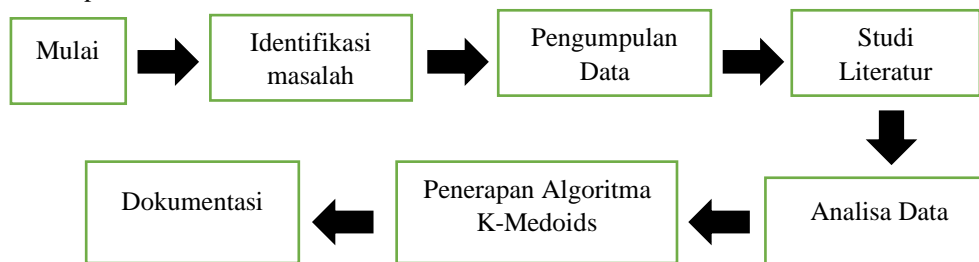 Mulai
Identifikasi
masalah
Pengumpulan
Data
Studi
Literatur
Analisa Data
Penerapan Algoritma
K-Medoids
Dokumentasi